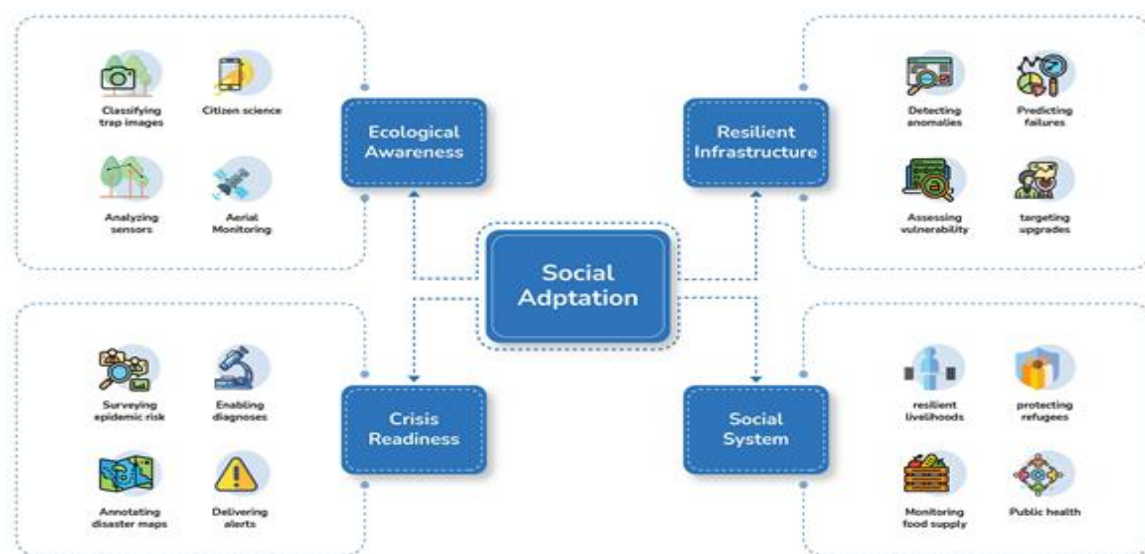 Classifying
trap images
Citizen science
Analyzing
sensors
Aerial
Monitoring
Ecological
Awareness
Resilient
Infrastructure
Detecting
anomalies
Predicting
failures
Assessing
vulnerability
targeting
upgrades
Social
Adptation
Surveying
epidemic risk
Enabling
diagnoses
Annotating
disaster maps
Delivering
alerts
Crisis
Readiness
Social
System
resilient
livelihoods
protecting
refugees
Monitoring
food supply
Public health